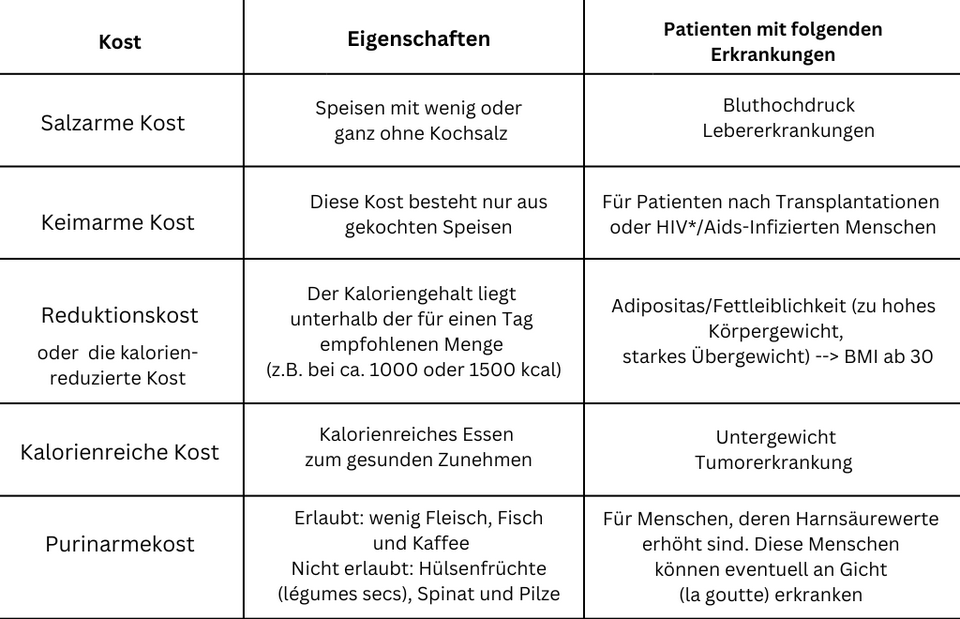 Kost
Eigenschaften
Patienten mit folgenden
Erkrankungen
Salzarme Kost
Speisen mit wenig oder
ganz ohne Kochsalz
Bluthochdruck
Lebererkrankungen
Keimarme Kost
Diese Kost besteht nur aus
gekochten Speisen
Für Patienten nach Transplantationen
oder HIV*/Aids-Infizierten Menschen
Reduktionskost
oder die kalorien-
reduzierte Kost
Der Kaloriengehalt liegt
unterhalb der für einen Tag
empfohlenen Menge
(z.B. bei ca. 1000 oder 1500 kcal)
Adipositas/Fettleiblichkeit (zu hohes
Körpergewicht,
starkes Übergewicht) --> BMI ab 30
Kalorienreiche Kost
Kalorienreiches Essen
zum gesunden Zunehmen
Untergewicht
Tumorerkrankung
Purinarmekost
Erlaubt: wenig Fleisch, Fisch
und Kaffee
Nicht erlaubt: Hülsenfrüchte
(légumes secs), Spinat und Pilze
Für Menschen, deren Harnsäurewerte
erhöht sind. Diese Menschen
können eventuell an Gicht
(la goutte) erkranken